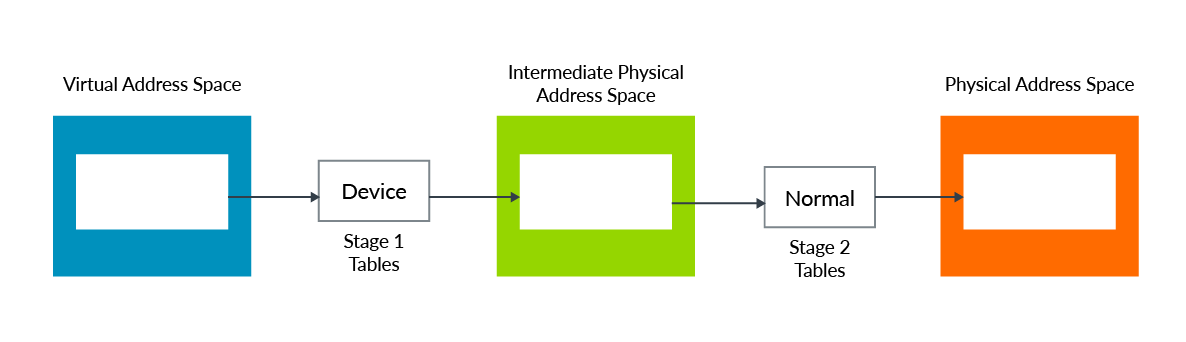 Virtual Address Space
Intermediate Physical
Address Space
Physical Address Space
Device
Normal
Stage 1
Tables
Stage 2
Tables